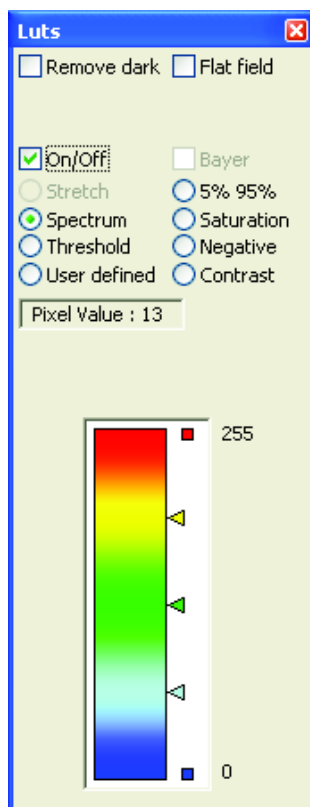 Luts
Remove dark Flat field
On/Off Bayer
Stretch 5% 95%
Spectrum Saturation
Threshold Negative
User defined Contrast
Pixel Value : 13
255
0